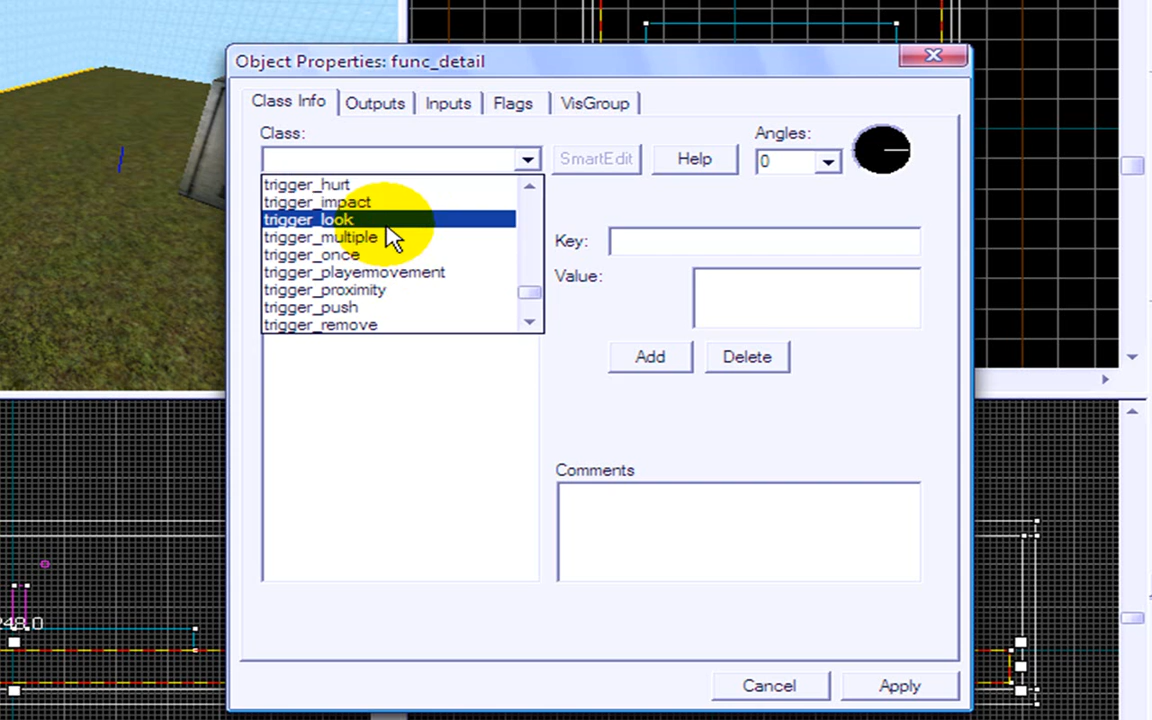 Object Properties: func_detail
Class Info
Outputs
Inputs
Flags
VisGroup
Class:
Angles:
SmartEdit
Help
0
trigger_hurt
trigger_impact
trigger_look
trigger_multiple
trigger_once
trigger_playermovement
trigger_proximity
trigger_push
trigger_remove
Key:
Value:
Add
Delete
Comments
248.0
Cancel
Apply